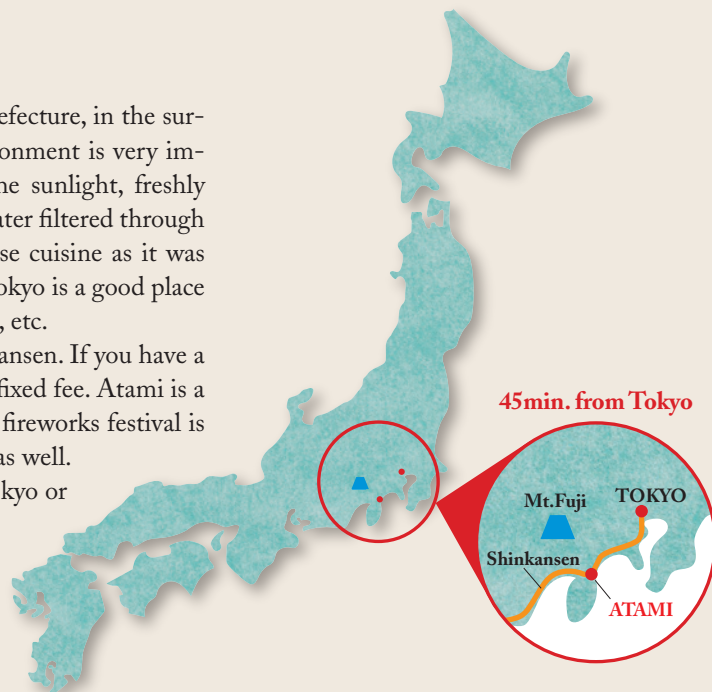 efecture, in the sur-
onment is very im-
ne sunlight, freshly
ater filtered through
se cuisine as it was
okyo is a good place
, etc.
ansen. If you have a
fixed fee. Atami is a
fireworks festival is
as well.
kyo or
45min. from Tokyo
Mt.Fuji
TOKYO
Shinkansen
ATAMI